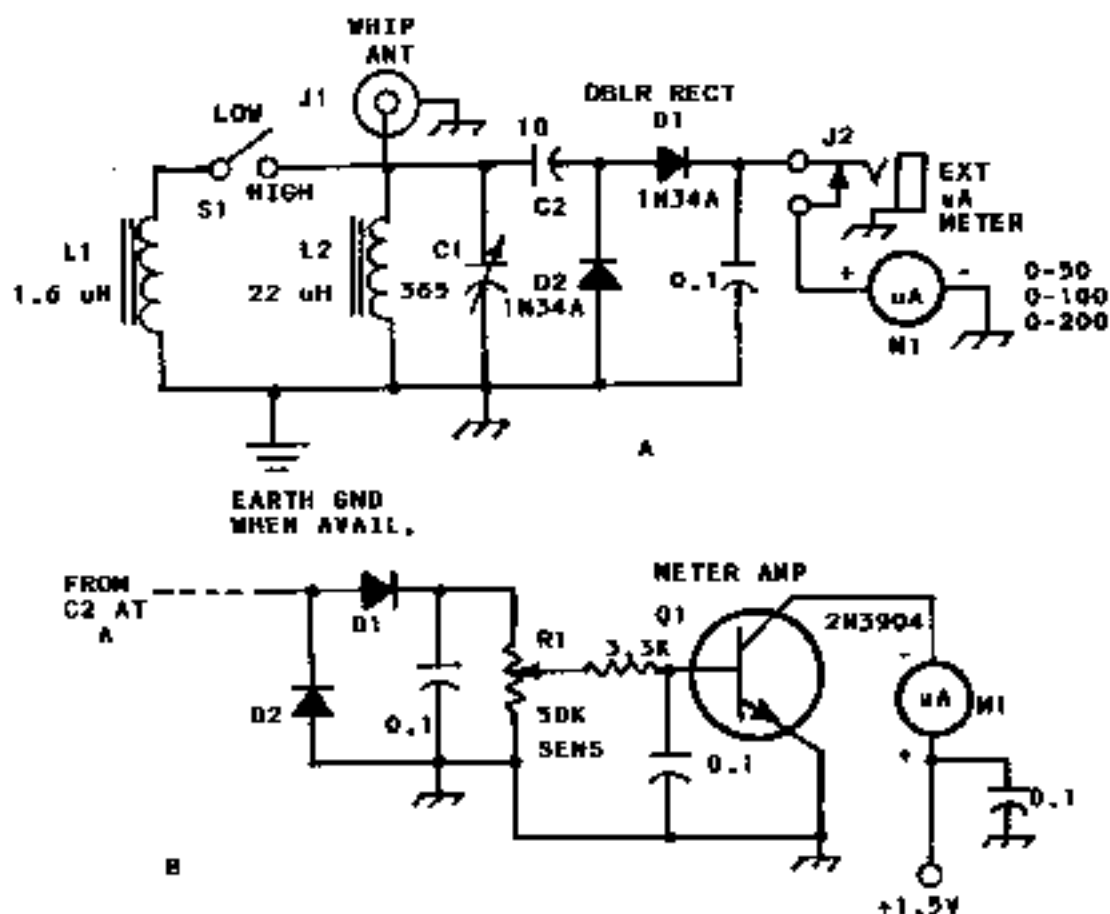 WHIP
ANT
J1
LOW
HIGH
S1
DBLR RECT
D1
1N34A
10
C2
J2
EXT
uA
METER
L1
1.6 uH
L2
22 uH
C1
365
D2
1N34A
0.1
+
uA
-
M1
0-50
0-100
0-200
A
EARTH GND
WHEN AVAIL.
FROM
C2 AT
A
D1
D2
0.1
R1
50K
SENS
3.3K
METER AMP
Q1
2N3904
0.1
-
uA
M1
+
0.1
+1.5V
B